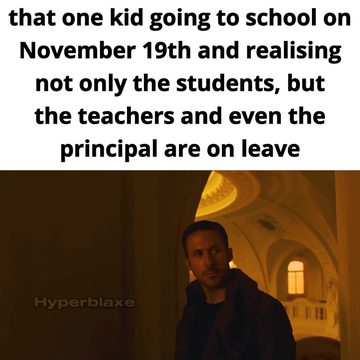 that one kid going to school on
November 19th and realising
not only the students, but
the teachers and even the
principal are on leave
Hyperblaxe